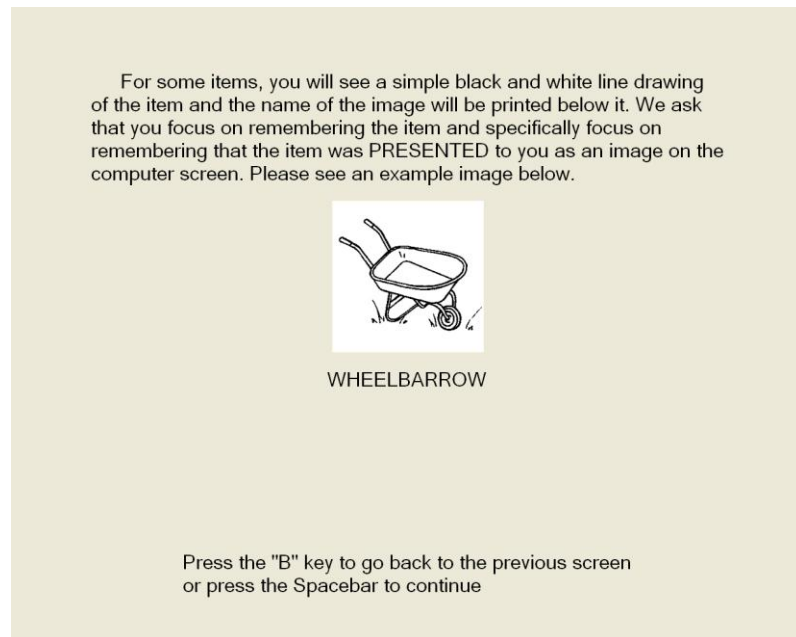 For some items, you will see a simple black and white line drawing
of the item and the name of the image will be printed below it. We ask
that you focus on remembering the item and specifically focus on
remembering that the item was PRESENTED to you as an image on the
computer screen. Please see an example image below.
WHEELBARROW
Press the "B" key to go back to the previous screen
or press the Spacebar to continue